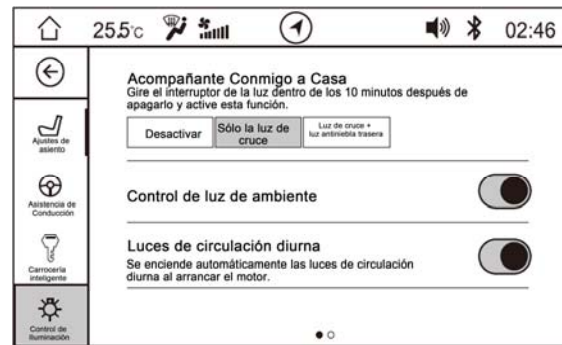 25.5°C
02:46
Acompañante Conmigo a Casa
Gire el interruptor de la luz dentro de los 10 minutos después de
apagarlo y active esta función.
Desactivar
Sólo la luz de
cruce
Luz de cruce +
luz antiniebla trasera
Ajustes de
asiento
Control de luz de ambiente
Asistencia de
Conducción
Luces de circulación diurna
Se enciende automáticamente las luces de circulación
diurna al arrancar el motor.
Carrocería
inteligente
Control de
Iluminación